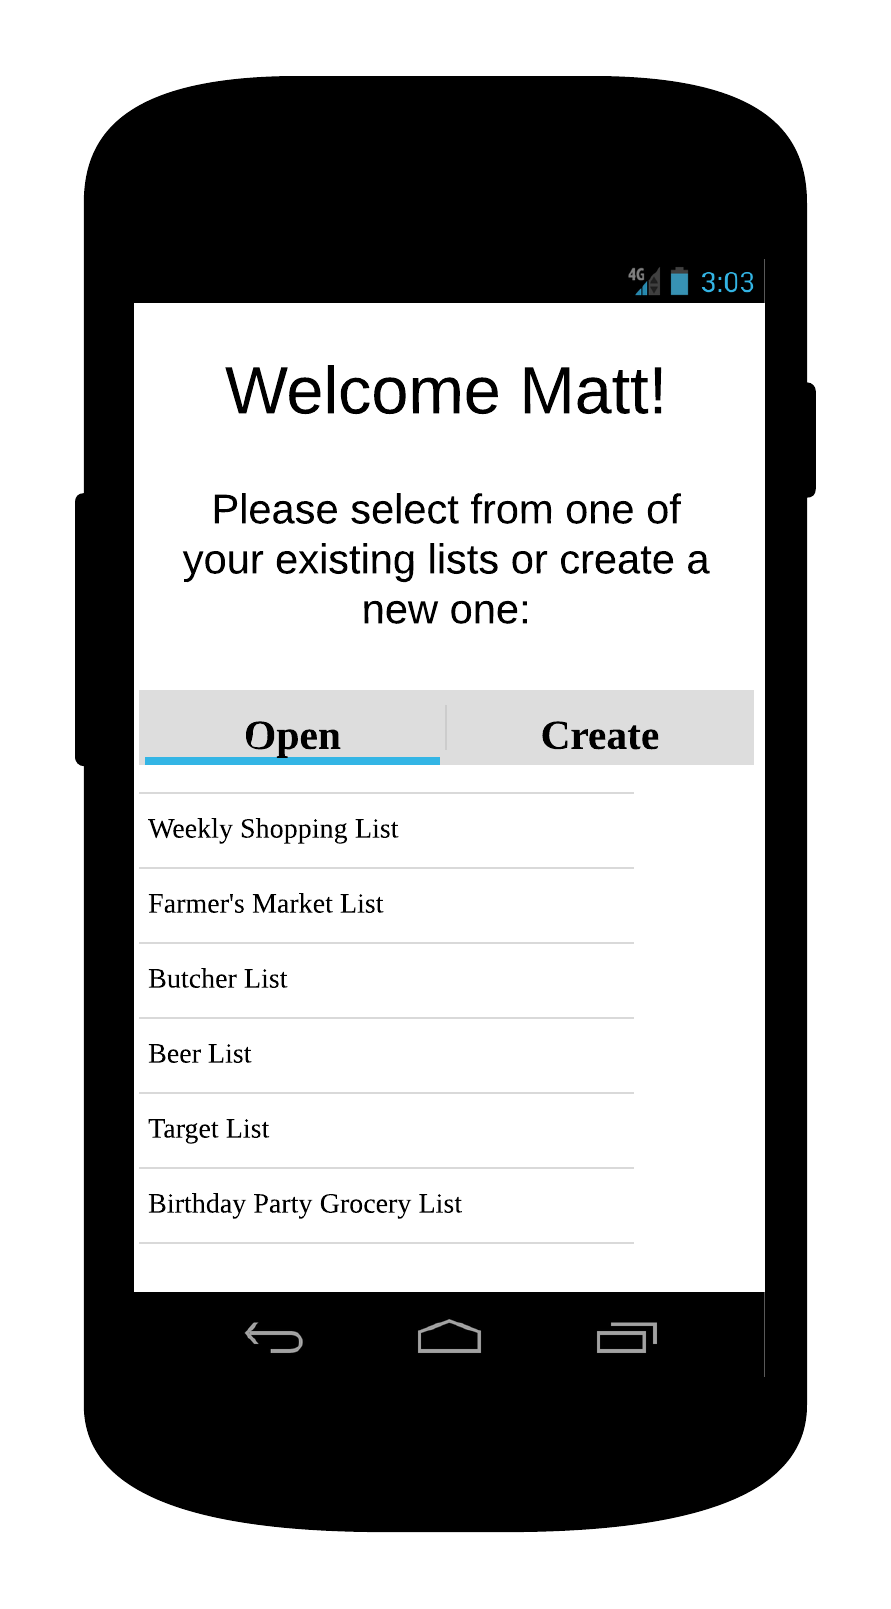 4G 3:03
Welcome Matt!
Please select from one of
your existing lists or create a
new one:
Open Create
Weekly Shopping List
Farmer's Market List
Butcher List
Beer List
Target List
Birthday Party Grocery List